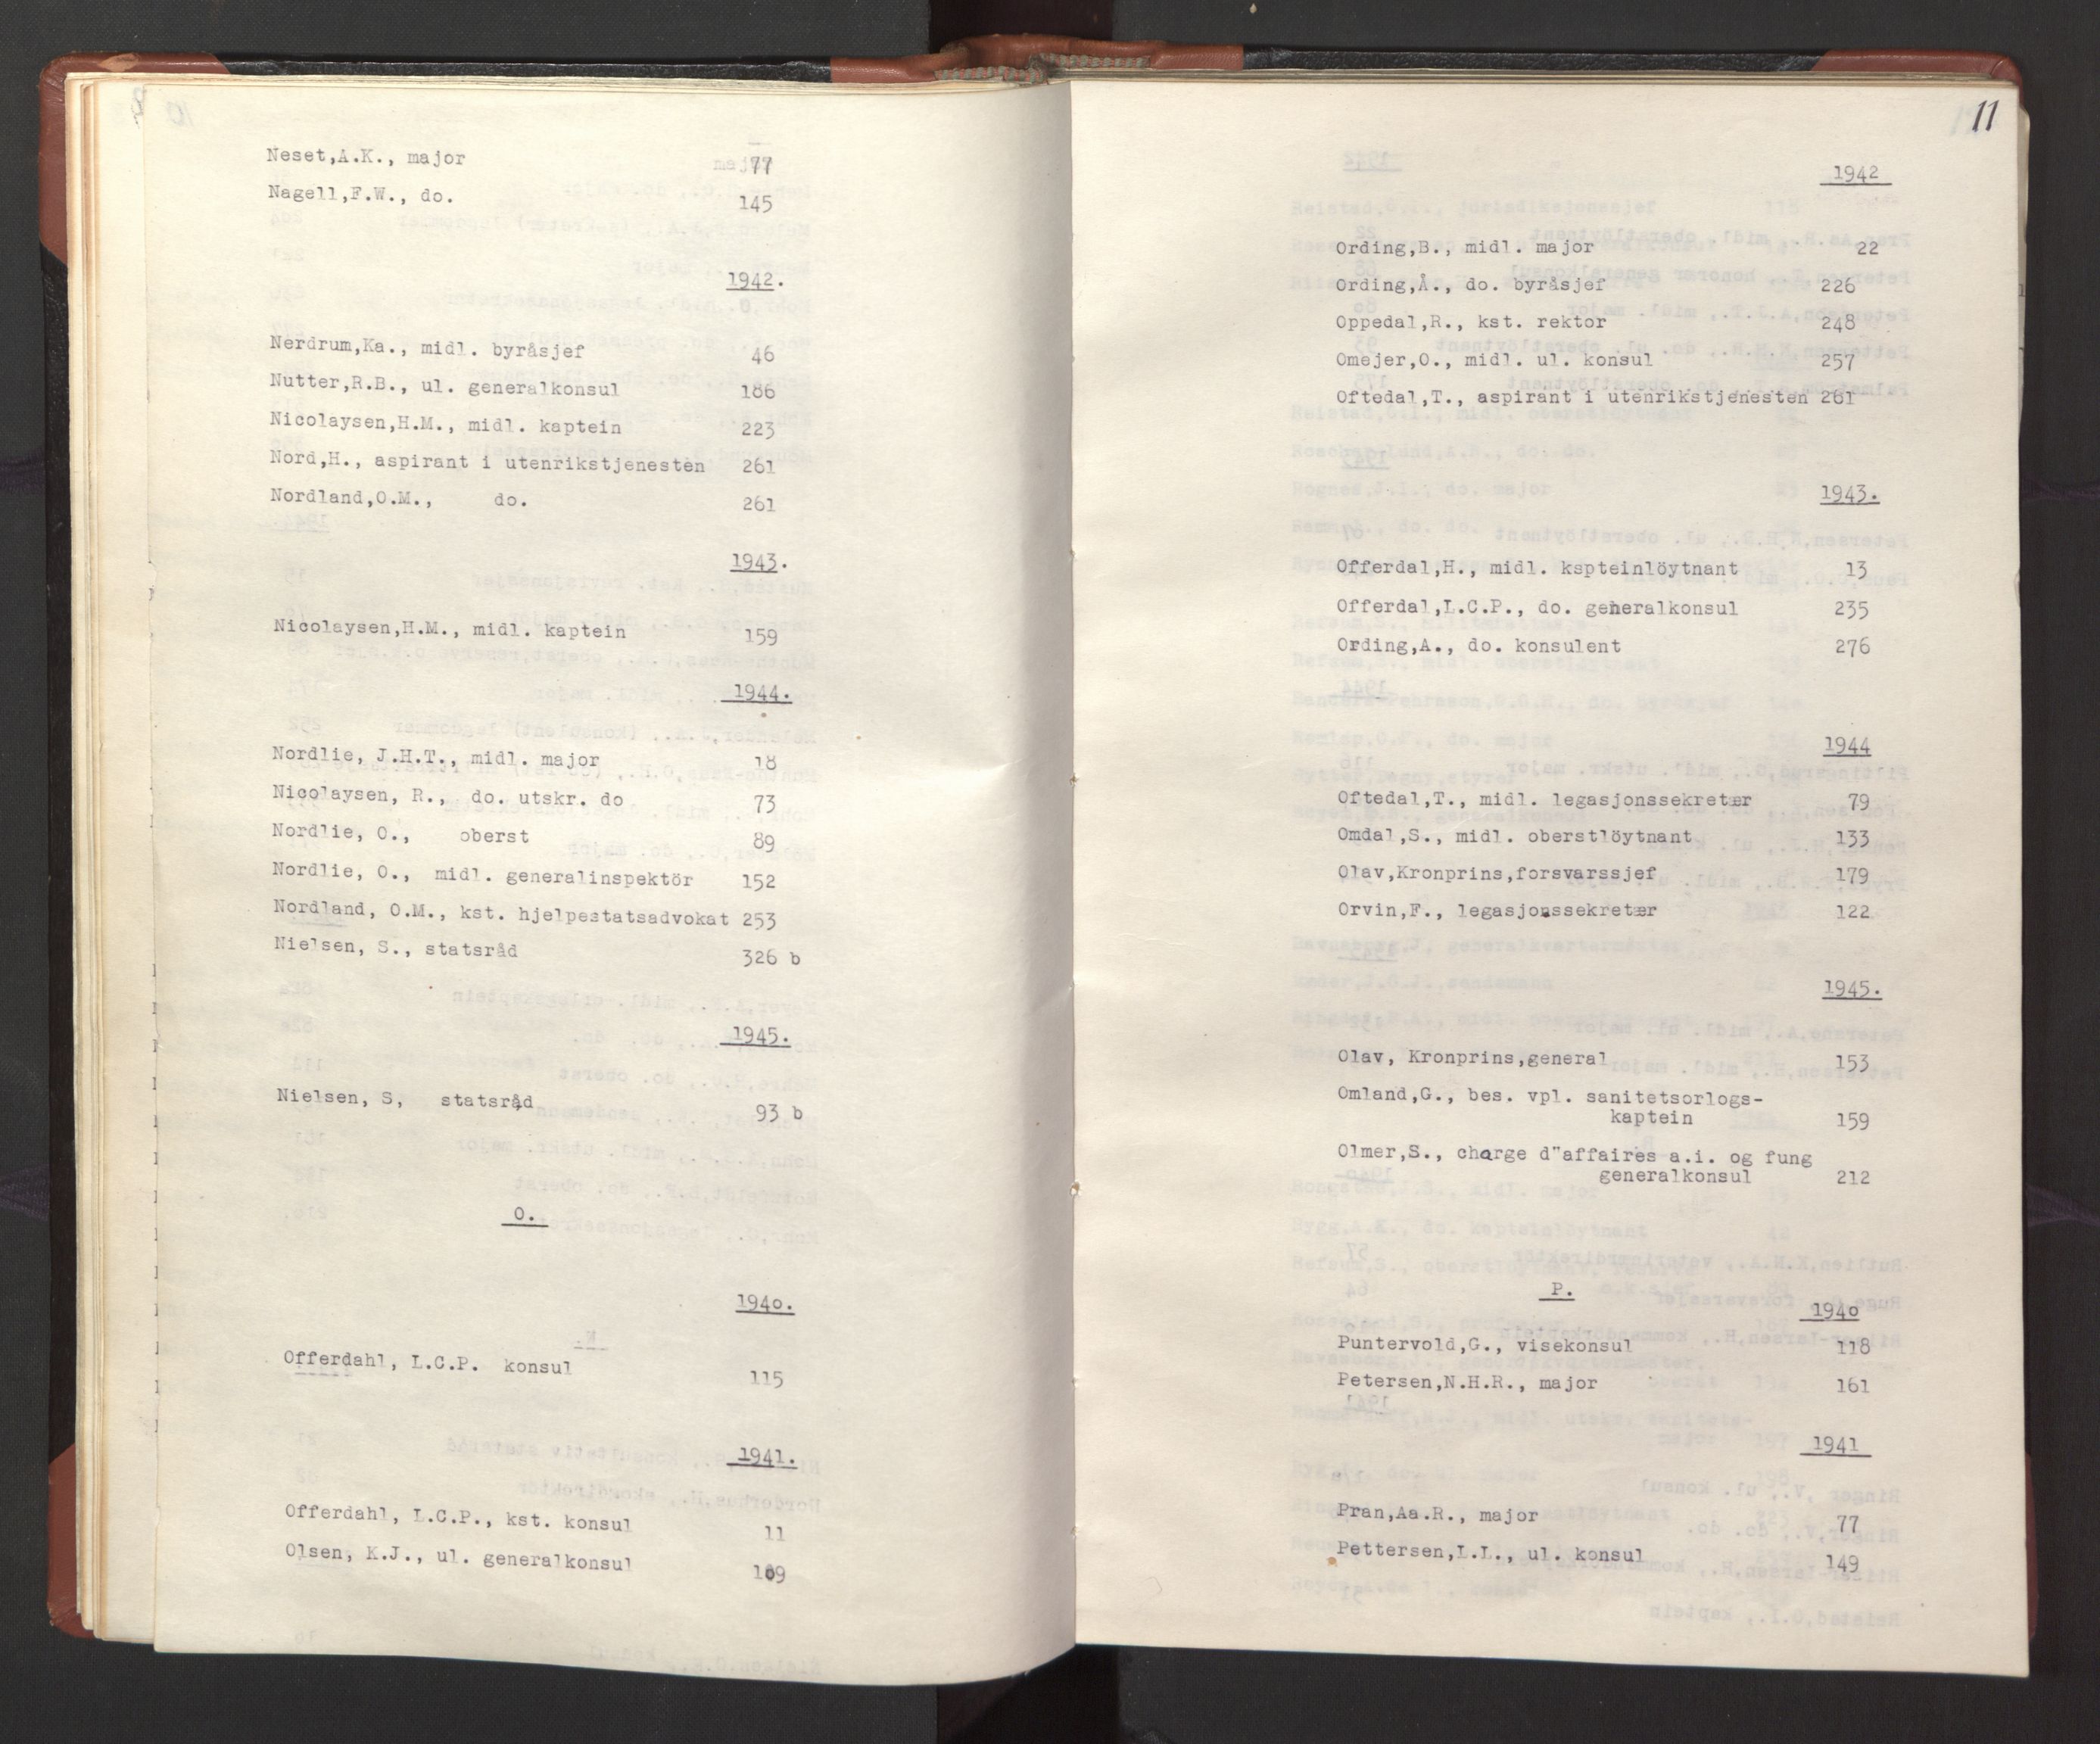 Neset,A.K., major 77
Nagell,F.W., do. 145
1942.
Nerdrum,Ka., midl. byråsjef 46
Nutter,R.B., ul. generalkonsul 186
Nicolaysen,H.M., midl. kaptein 223
Nord,H., aspirant i utenrikstjenesten 261
Nordland,O.M., do. 261
1943.
Nicolaysen,H.M., midl. kaptein 159
1944.
Nordlie, J.H.T., midl. major 18
Nicolaysen, R., do. utskr. do 73
Nordlie, O., oberst 89
Nordlie, O., midl. generalinspektör 152
Nordland, O.M., kst. hjelpestatsadvokat 253
Nielsen, S., statsråd 326 b
1945.
Nielsen, S, statsråd 93 b
O.
194o.
Offerdahl, L.C.P. konsul 115
1941.
Offerdahl, L.C.P., kst. konsul 11
Olsen, K.J., ul. generalkonsul 109
11
1942
Ording,B., midl. major 22
Ording,Å., do. byråsjef 226
Oppedal,R., kst. rektor 248
Omejer,O., midl. ul. konsul 257
Oftedal,T., aspirant i utenrikstjenesten 261
1943.
Offerdal,H., midl. kspteinlöytnant 13
Offerdal,L.C.P., do. generalkonsul 235
Ording,A., do. konsulent 276
1944
Oftedal,T., midl. legasjonssekretær 79
Omdal,S., midl. oberstlöytnant 133
Olav,Kronprins,forsvarssjef 179
Orvin,F., legasjonssekretær 122
1945.
Olav, Kronprins,general 153
Omland,G., bes. vpl. sanitetsorlogs-
kaptein 159
Olmer,S., charge d"affaires a.i. og fung
generalkonsul 212
P.
194o
Puntervold,G., visekonsul 118
Petersen,N.H.R., major 161
1941
Pran,Aa.R., major 77
Pettersen,L.L., ul. konsul 149